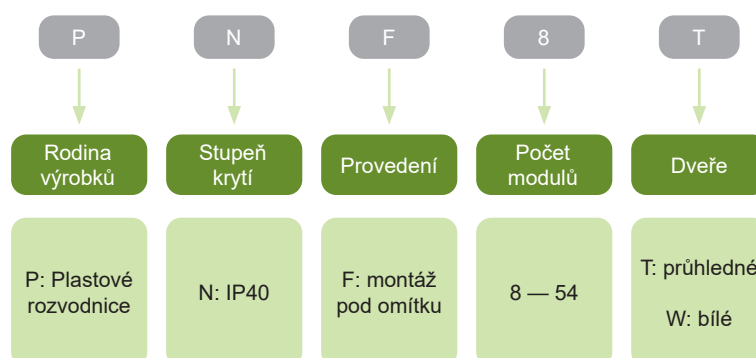 P
N
F
8
T
Rodina
výrobků
Stupeň
krytí
Provedení
Počet
modulů
Dveře
P: Plastové
rozvodnice
N: IP40
F: montáž
pod omítku
8 — 54
T: průhledné
W: bílé